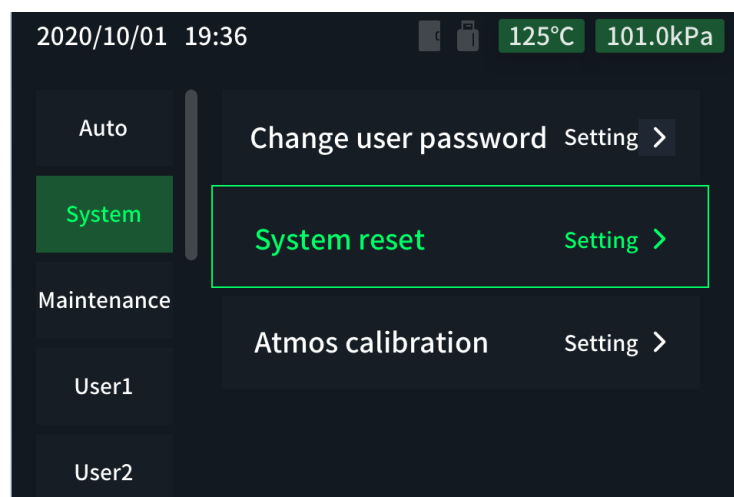 2020/10/01 19:36 125°C 101.0kPa
Auto
System
Maintenance
User1
User2
Change user password Setting >
System reset Setting >
Atmos calibration Setting >